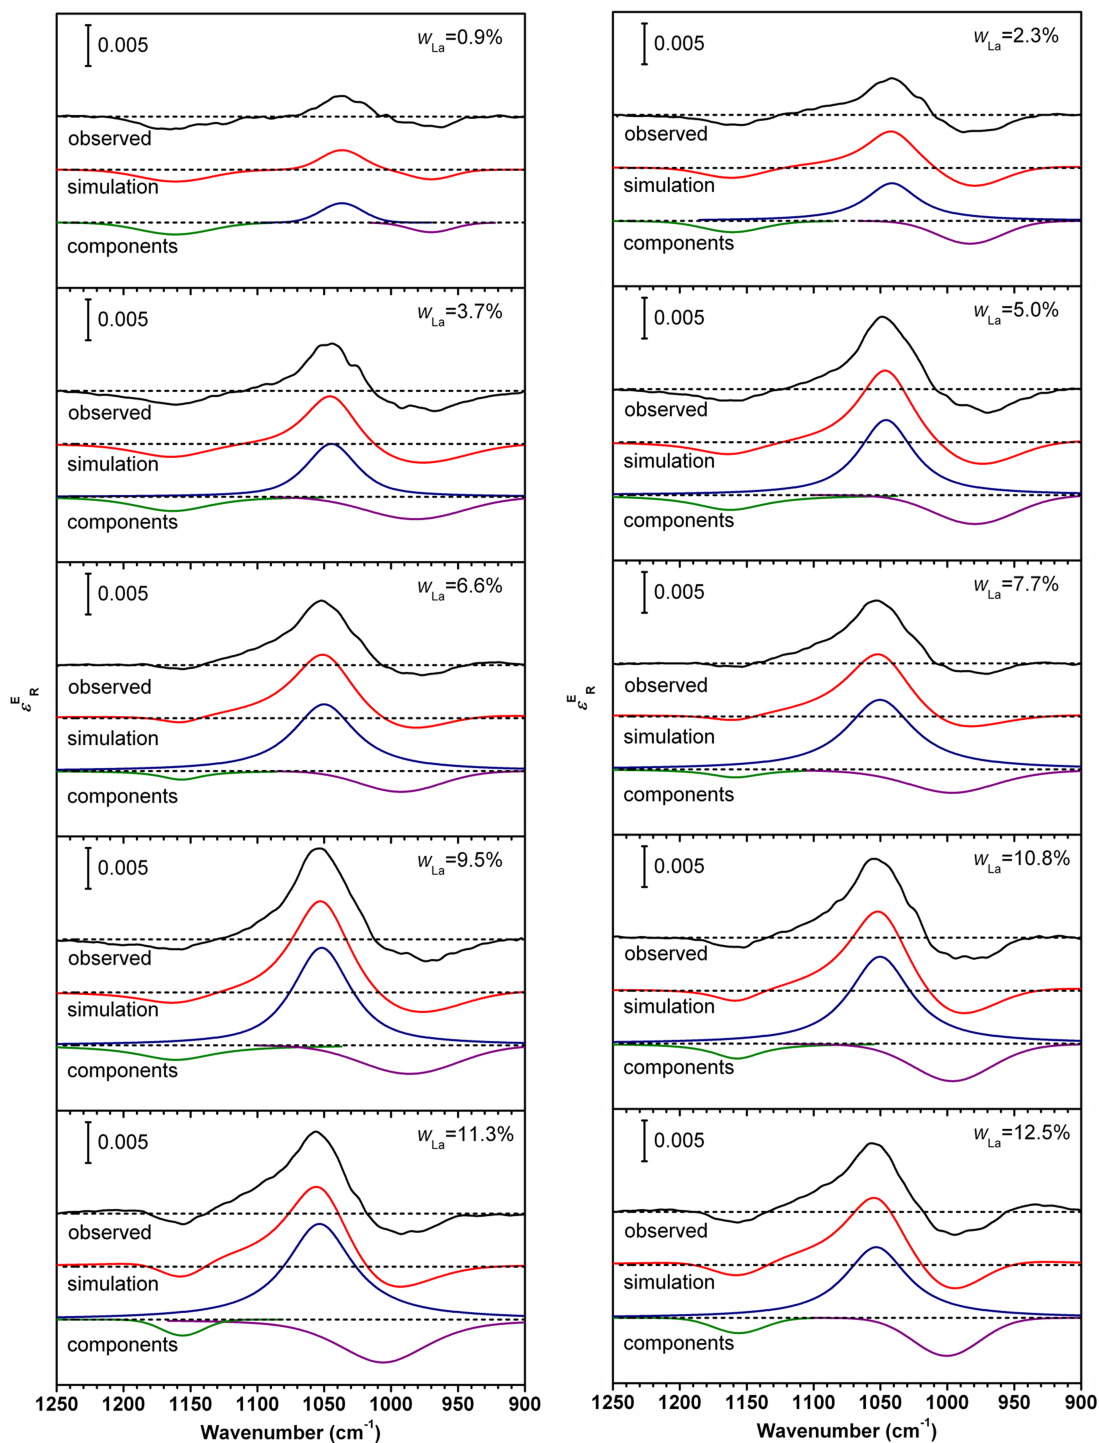 0.005
wLa=0.9%
observed
simulation
components
0.005
wLa=2.3%
observed
simulation
components
0.005
wLa=3.7%
observed
simulation
components
0.005
wLa=5.0%
observed
simulation
components
0.005
wLa=6.6%
observed
simulation
components
0.005
wLa=7.7%
observed
simulation
components
0.005
wLa=9.5%
observed
simulation
components
0.005
wLa=10.8%
observed
simulation
components
0.005
wLa=11.3%
observed
simulation
components
0.005
wLa=12.5%
observed
simulation
components
εER
εER
1250 1200 1150 1100 1050 1000 950 900
Wavenumber (cm-1)
1250 1200 1150 1100 1050 1000 950 900
Wavenumber (cm-1)